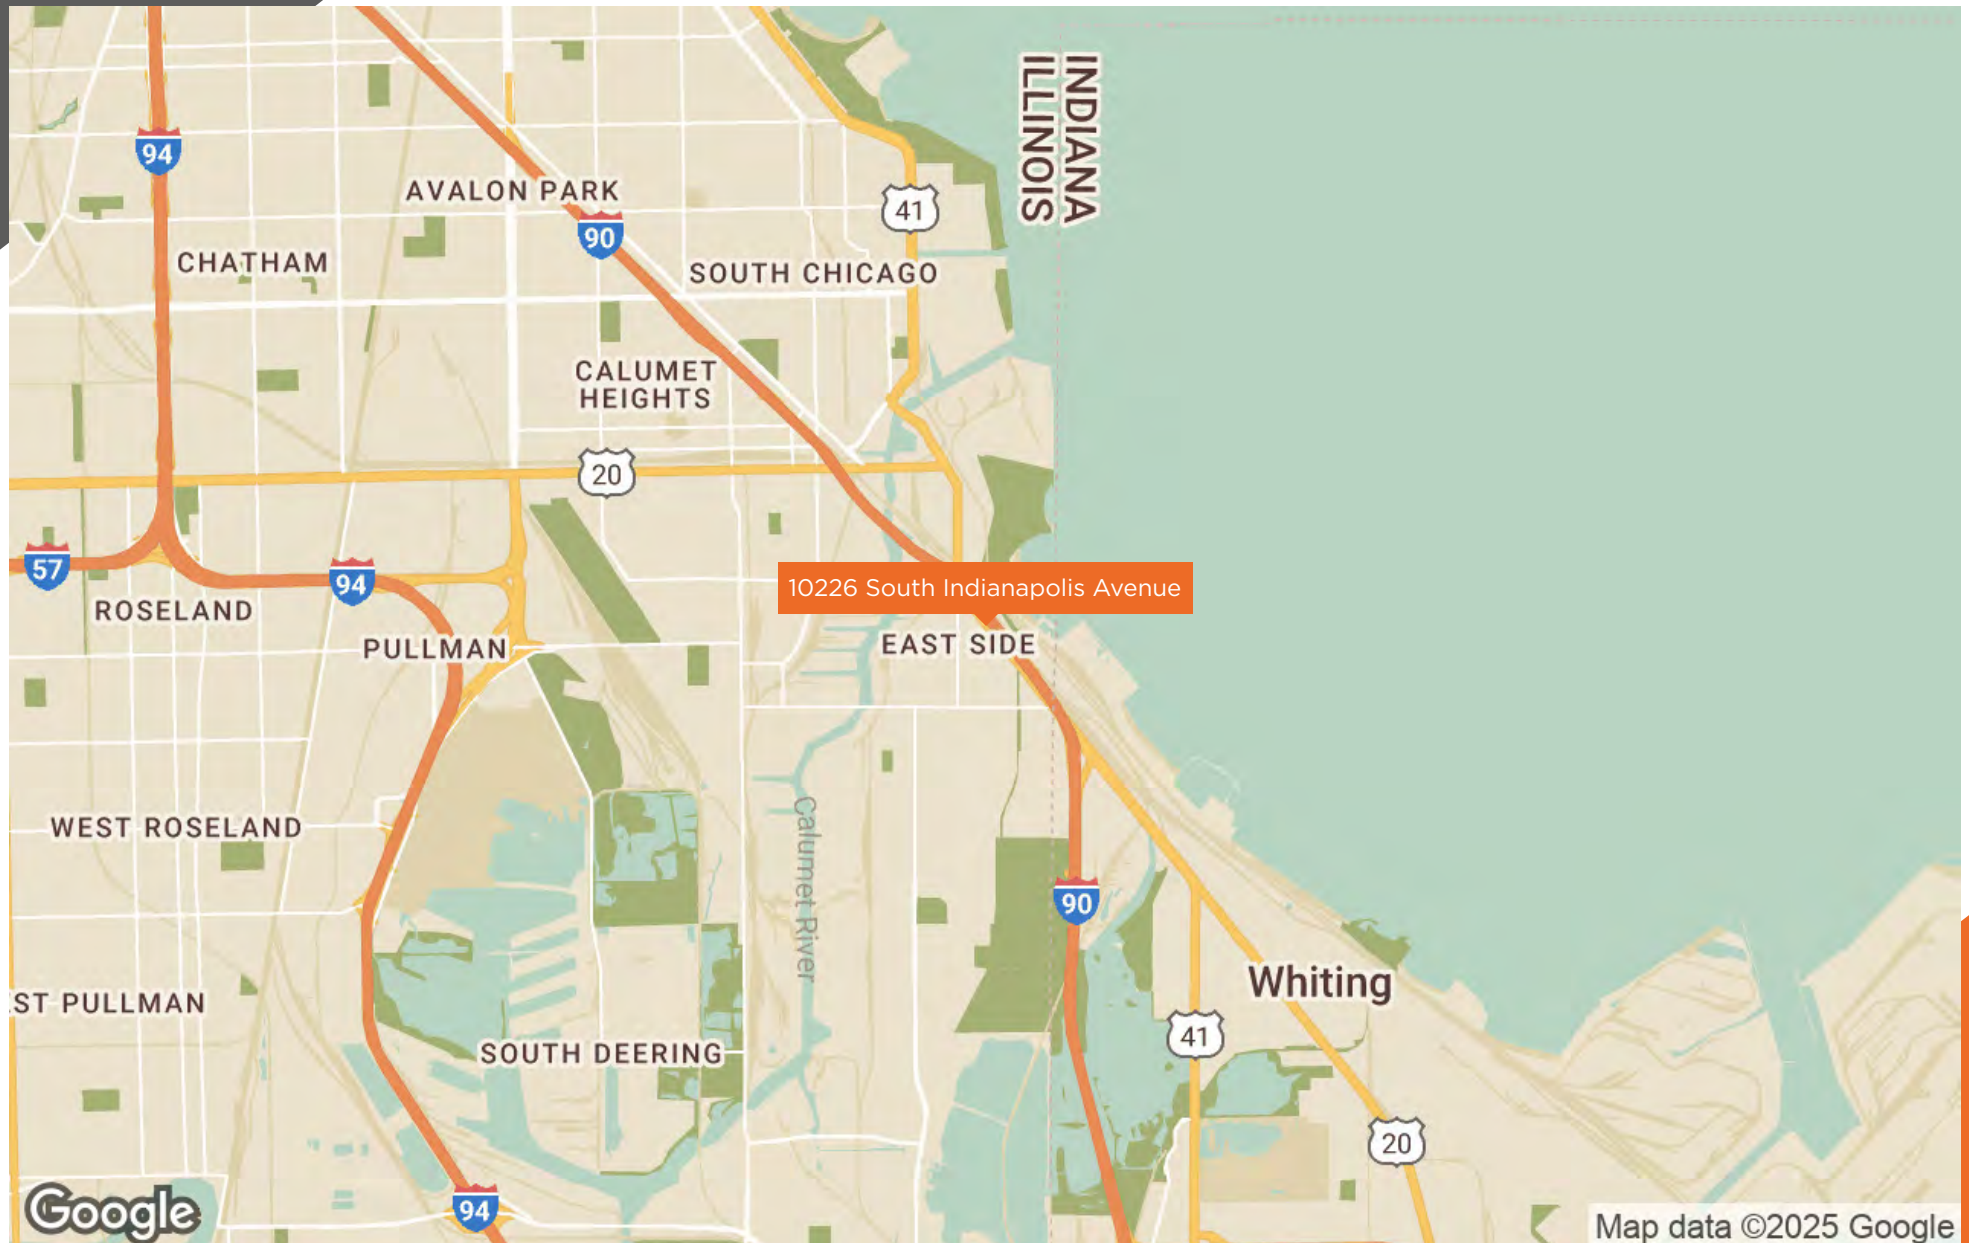 INDIANA
ILLINOIS
94
AVALON PARK
41
90
CHATHAM
SOUTH CHICAGO
CALUMET
HEIGHTS
20
57
94
10226 South Indianapolis Avenue
ROSELAND
PULLMAN
EAST SIDE
WEST ROSELAND
Calumet River
90
Whiting
ST PULLMAN
41
SOUTH DEERING
20
94
Google
Map data ©2025 Google